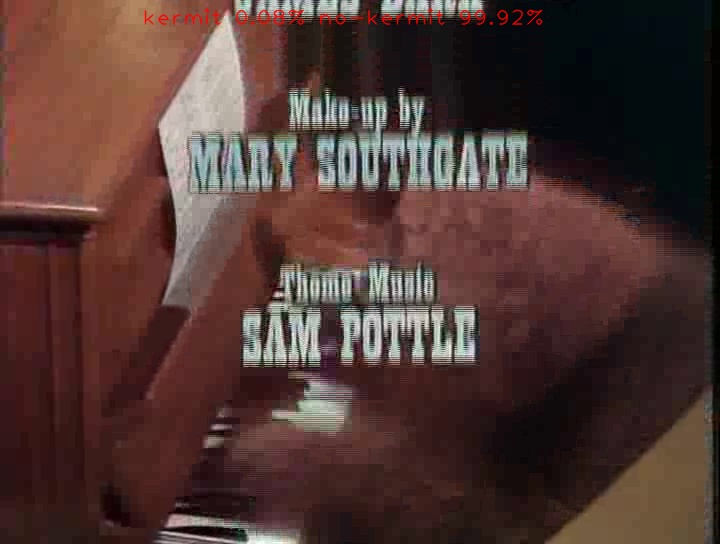 kermit 0.08% no-kermit 99.92%
Make-up by
MARY SOUTHGATE
Theme Music
SAM POTTLE